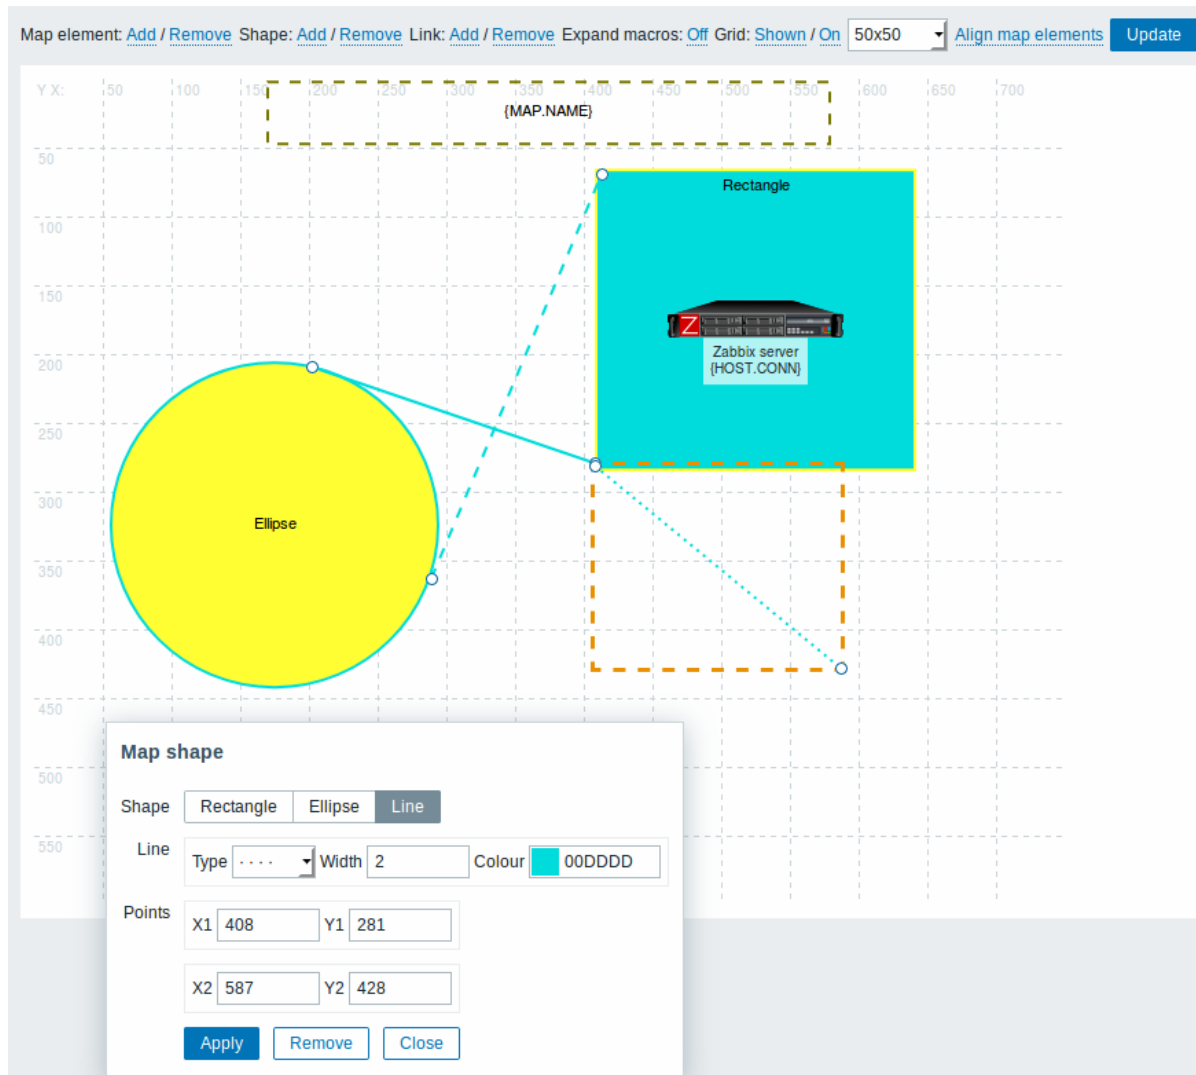 Map element: Add / Remove Shape: Add / Remove Link: Add / Remove Expand macros: Off Grid: Shown / On 50x50 Align map elements Update
Y X: 50 100 150 200 250 300 350 400 450 500 550 600 650 700
{MAP.NAME}
50
Rectangle
100
150
Z
Zabbix server
200
{HOST.CONN}
250
300
Ellipse
350
400
450
Map shape
500
Shape Rectangle Ellipse Line
550
Line Type · · · · Width 2 Colour 00DDDD
Points X1 408 Y1 281
X2 587 Y2 428
Apply Remove Close